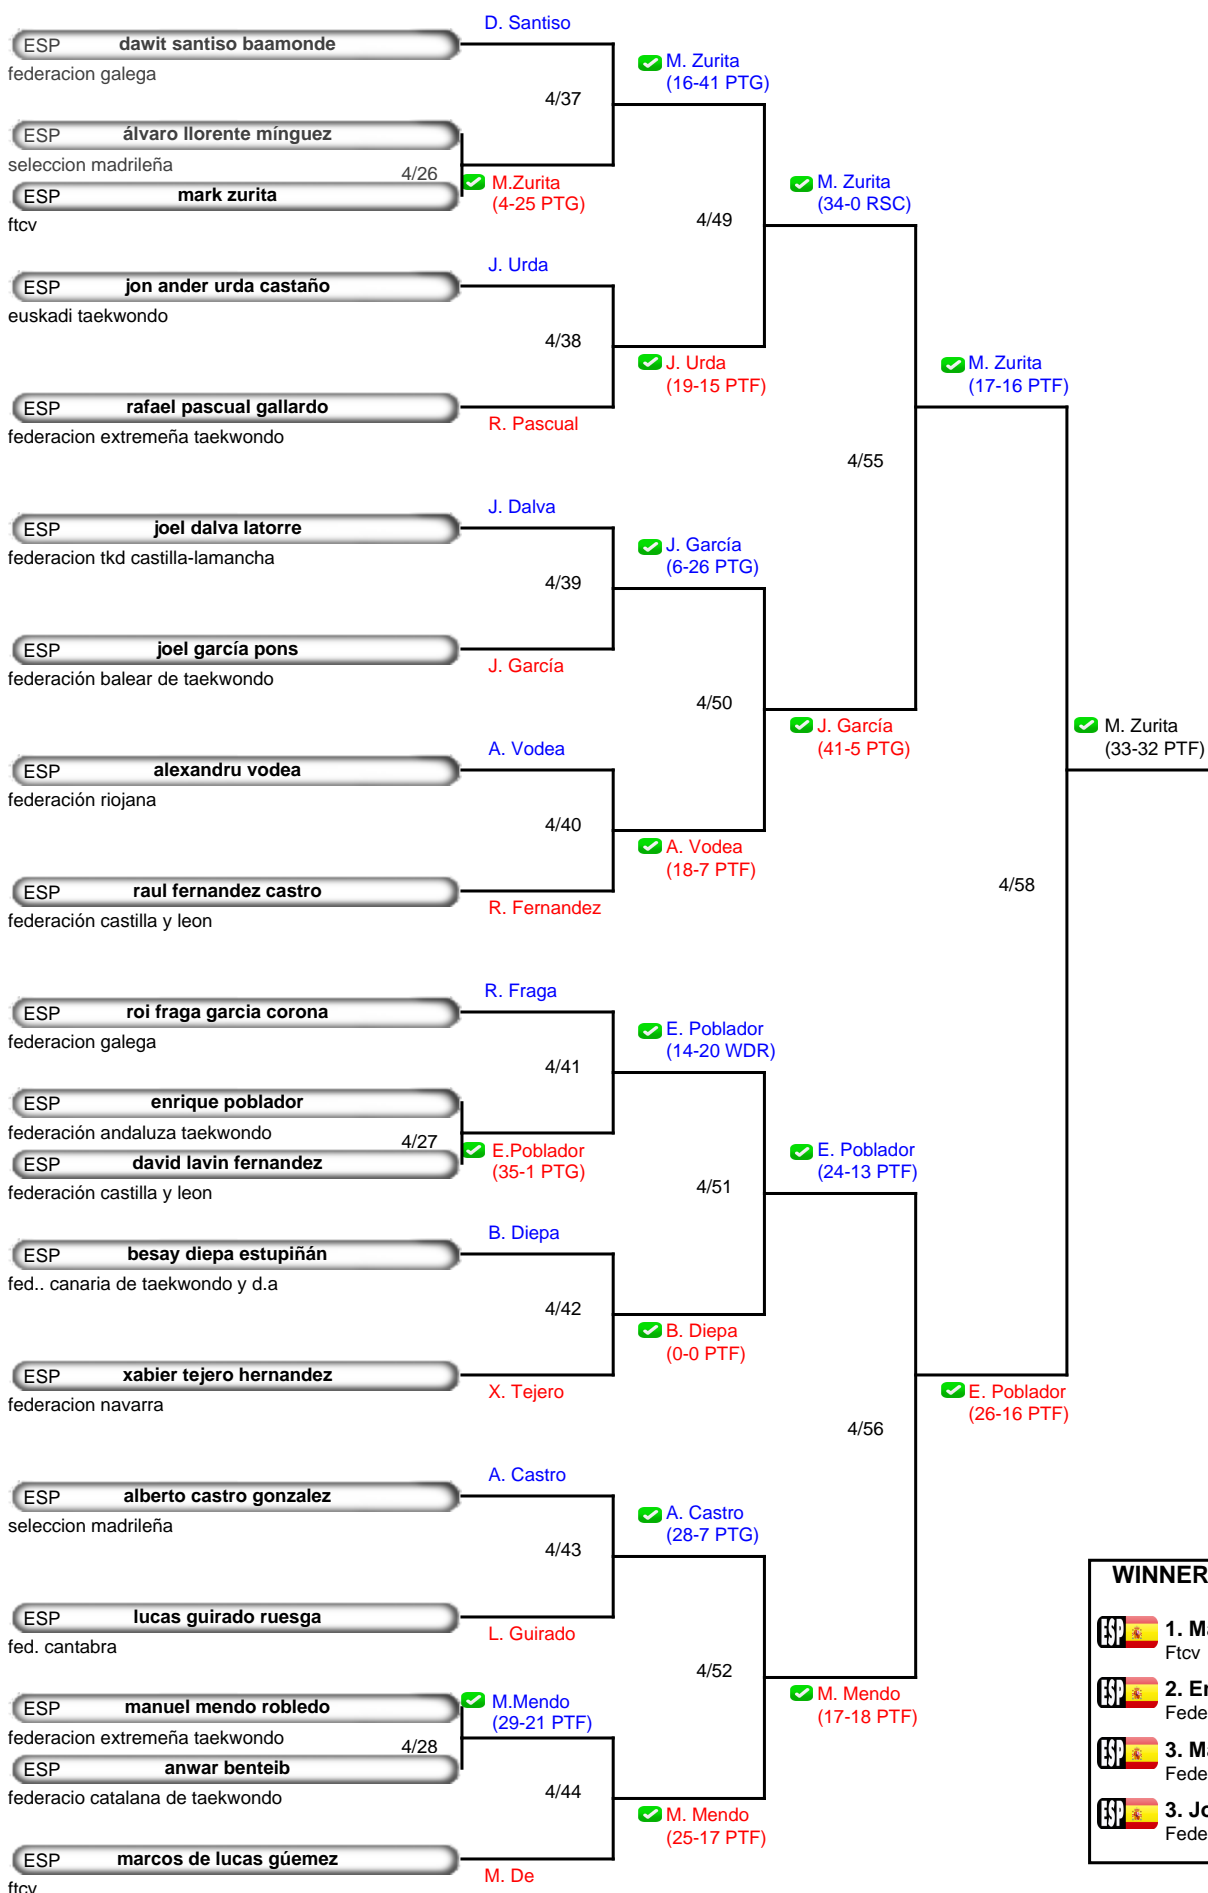 D. Santiso
ESP dawit santiso baamonde
federacion galega
M. Zurita
(16-41 PTG)
4/37
ESP álvaro llorente mínguez
seleccion madrileña
4/26
ESP mark zurita
ftcv
M.Zurita
(4-25 PTG)
M. Zurita
(34-0 RSC)
4/49
J. Urda
ESP jon ander urda castaño
euskadi taekwondo
4/38
J. Urda
(19-15 PTF)
M. Zurita
(17-16 PTF)
ESP rafael pascual gallardo
federacion extremeña taekwondo
R. Pascual
4/55
J. Dalva
ESP joel dalva latorre
federacion tkd castilla-lamancha
J. García
(6-26 PTG)
4/39
ESP joel garcía pons
federación balear de taekwondo
J. García
4/50
J. García
(41-5 PTG)
M. Zurita
(33-32 PTF)
A. Vodea
ESP alexandru vodea
federación riojana
4/40
A. Vodea
(18-7 PTF)
4/58
ESP raul fernandez castro
federación castilla y leon
R. Fernandez
R. Fraga
ESP roi fraga garcia corona
federacion galega
E. Poblador
(14-20 WDR)
4/41
ESP enrique poblador
federación andaluza taekwondo
4/27
ESP david lavin fernandez
federación castilla y leon
E.Poblador
(35-1 PTG)
E. Poblador
(24-13 PTF)
4/51
B. Diepa
ESP besay diepa estupiñán
fed.. canaria de taekwondo y d.a
4/42
B. Diepa
(0-0 PTF)
ESP xabier tejero hernandez
federacion navarra
X. Tejero
E. Poblador
(26-16 PTF)
4/56
A. Castro
ESP alberto castro gonzalez
seleccion madrileña
A. Castro
(28-7 PTG)
4/43
ESP lucas guirado ruesga
fed. cantabra
L. Guirado
4/52
M. Mendo
(17-18 PTF)
ESP manuel mendo robledo
federacion extremeña taekwondo
4/28
ESP anwar benteib
federacio catalana de taekwondo
M.Mendo
(29-21 PTF)
4/44
M. Mendo
(25-17 PTF)
ESP marcos de lucas gúemez
ftcv
M. De
WINNER
ESP 1. Ma
Ftcv
ESP 2. En
Fede
ESP 3. Ma
Fede
ESP 3. Jo
Fede